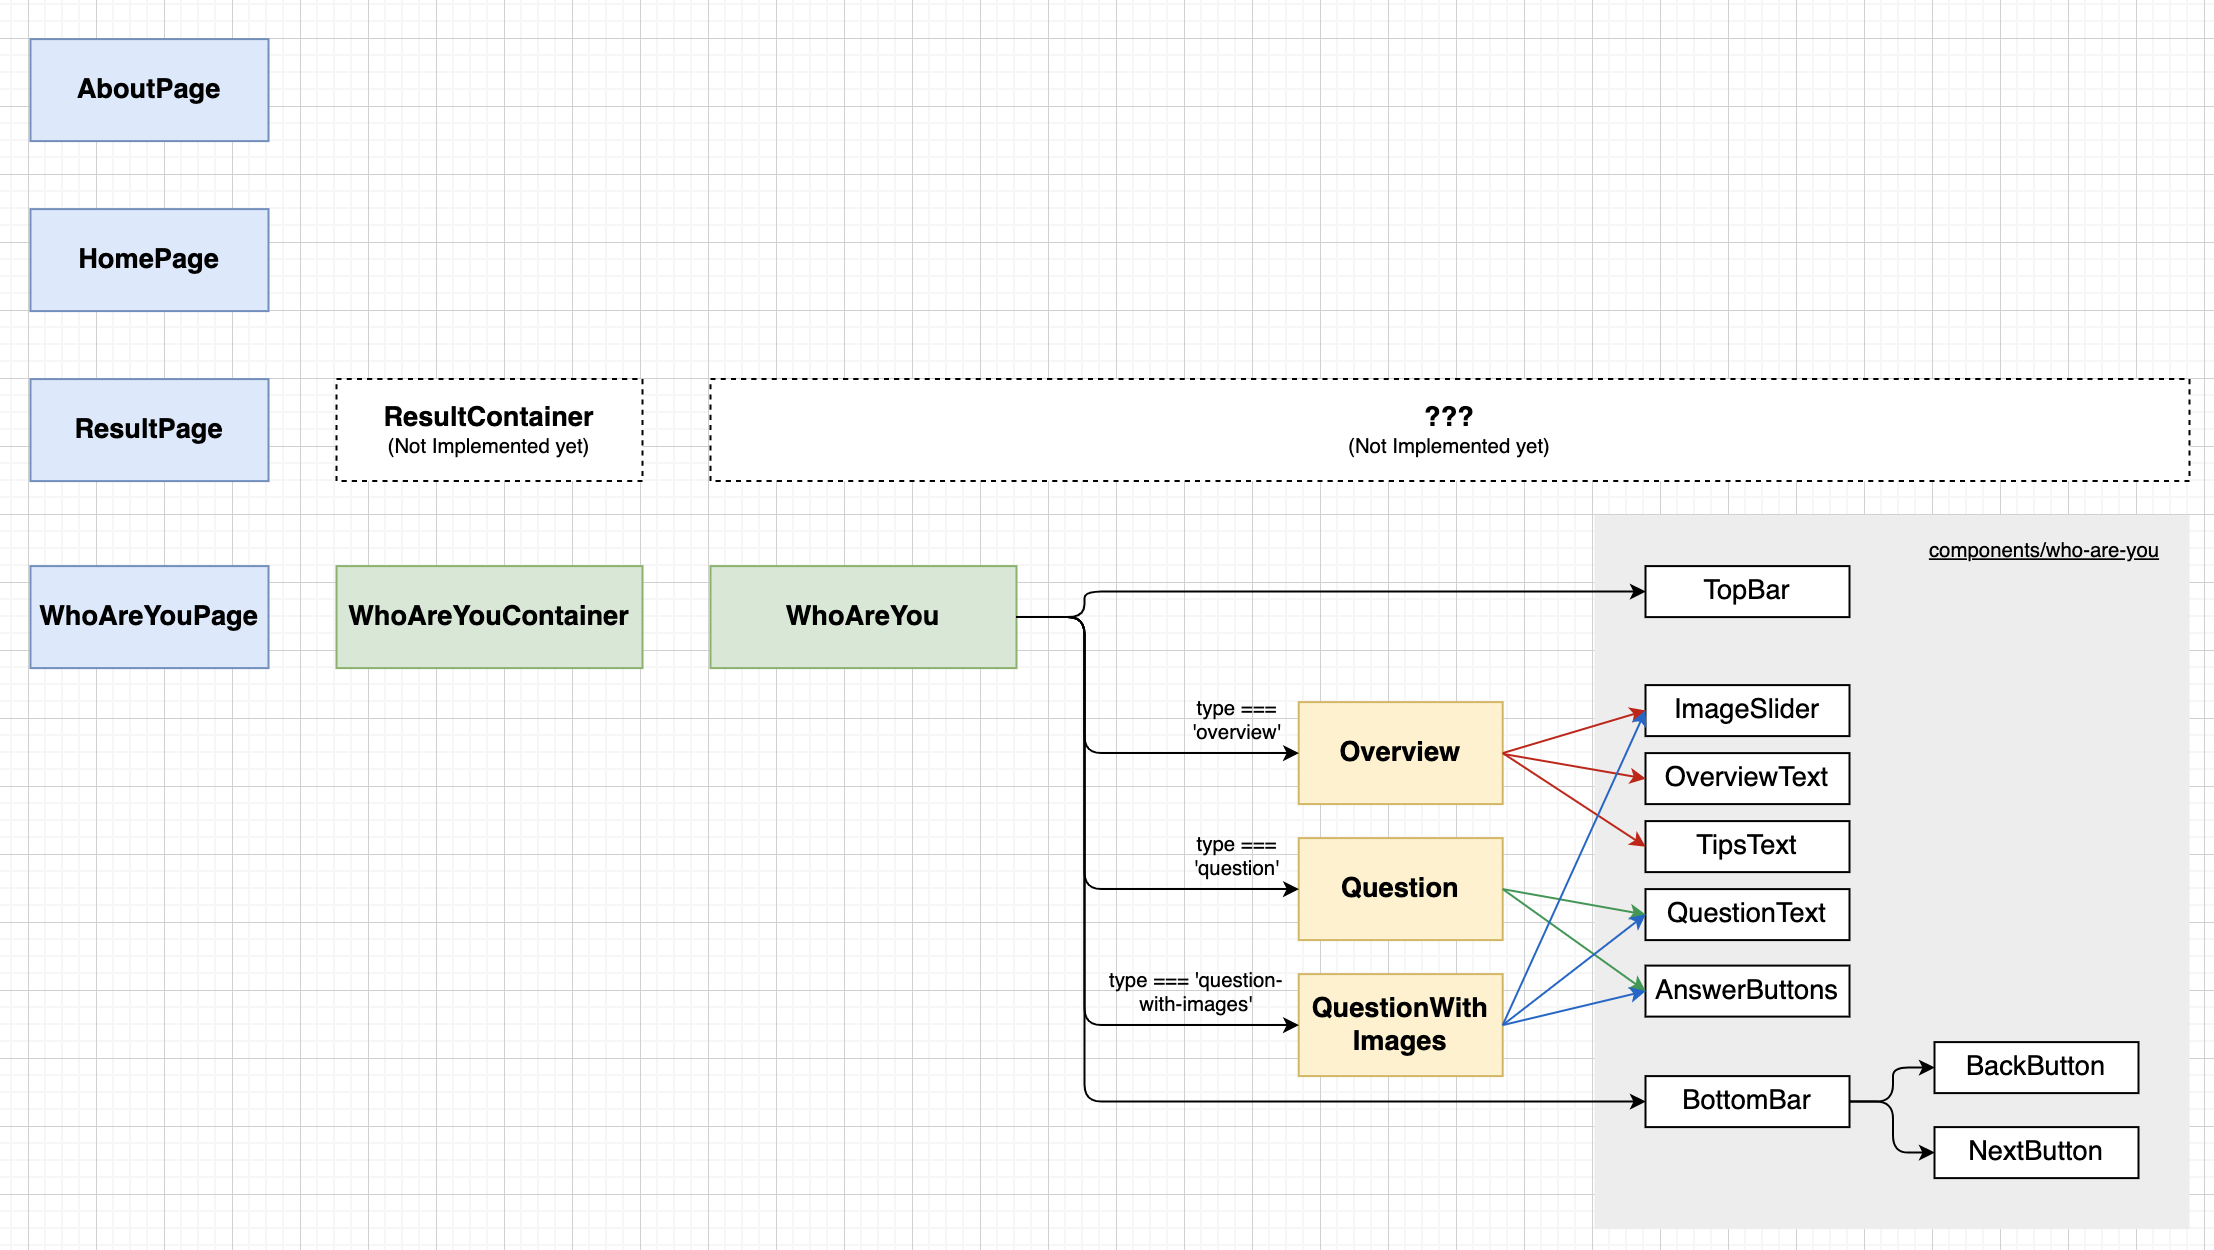 AboutPage
HomePage
ResultPage
ResultContainer
(Not Implemented yet)
???
(Not Implemented yet)
components/who-are-you
WhoAreYouPage
WhoAreYouContainer
WhoAreYou
TopBar
type ===
'overview'
Overview
ImageSlider
OverviewText
TipsText
type ===
'question'
Question
QuestionText
AnswerButtons
type === 'question-
with-images'
QuestionWith
Images
BottomBar
BackButton
NextButton